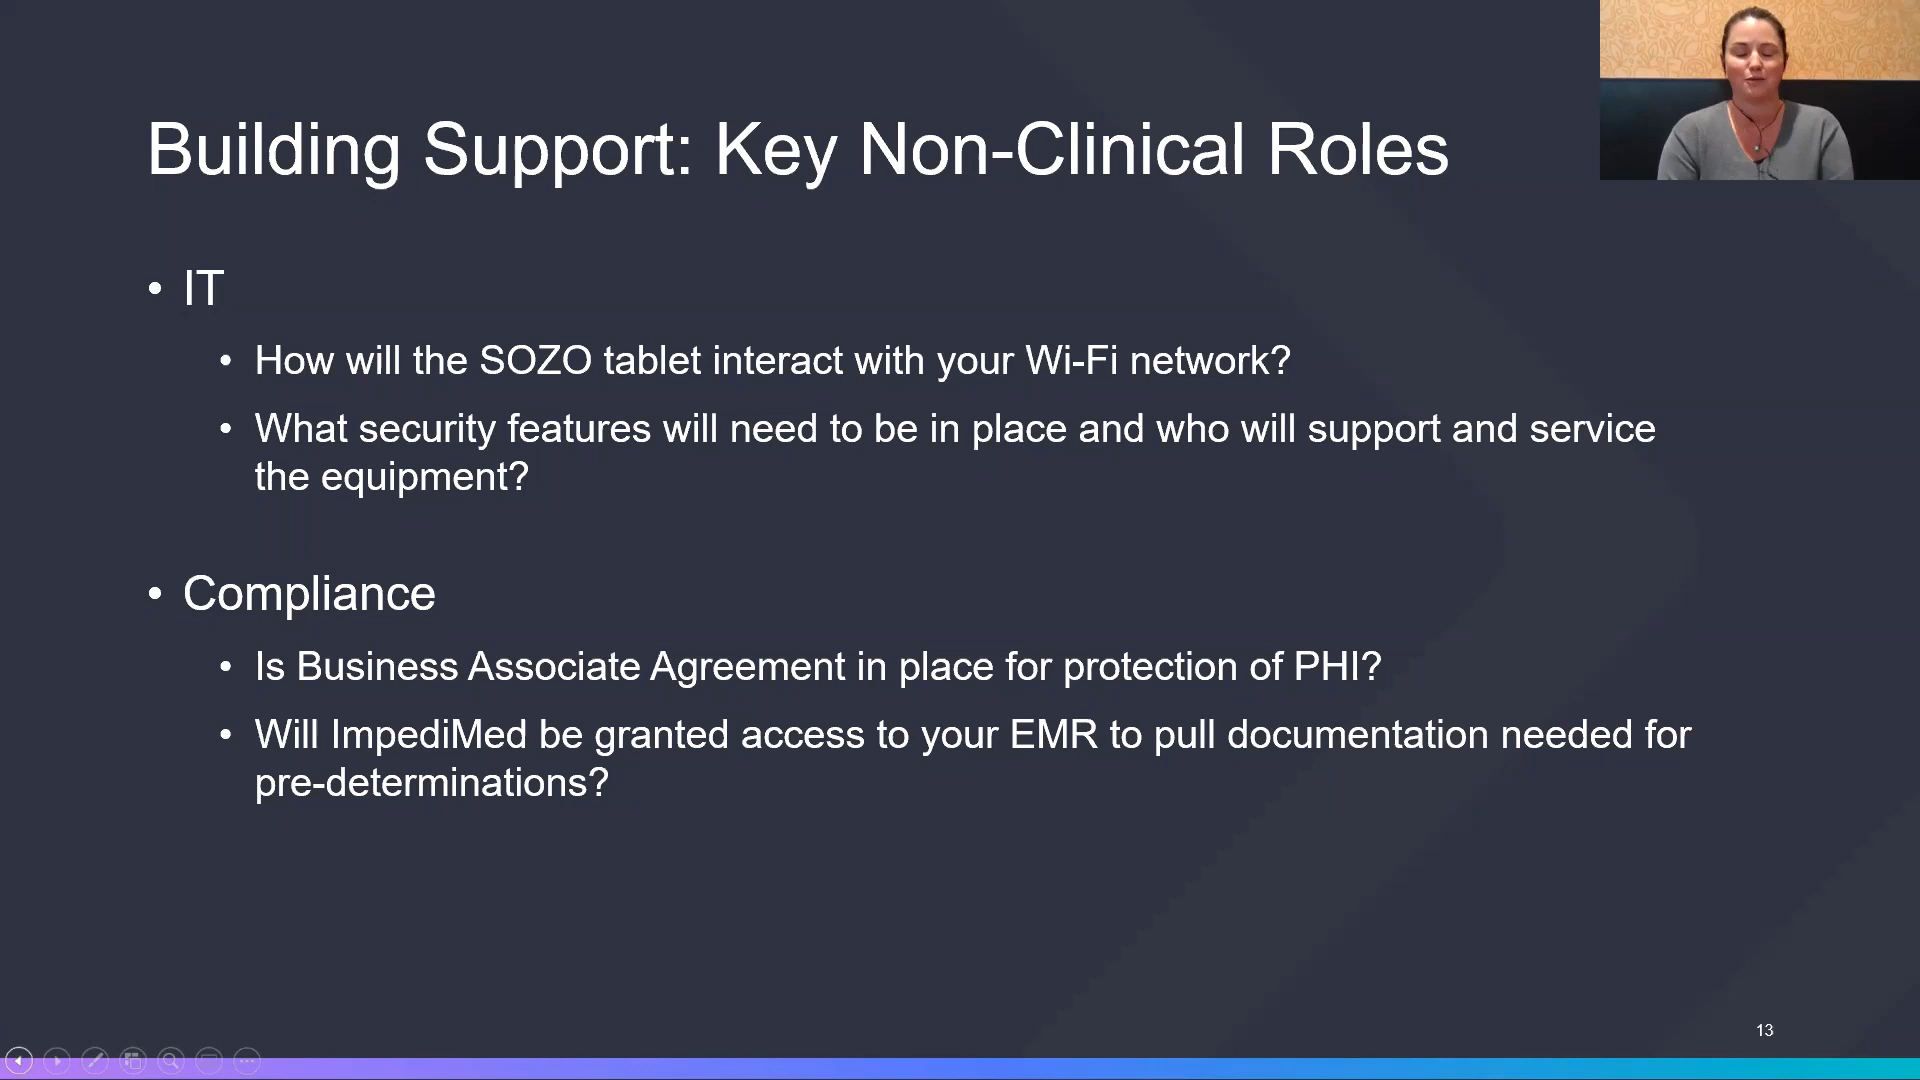 Building Support: Key Non-Clinical Roles
• IT
• How will the SOZO tablet interact with your Wi-Fi network?
• What security features will need to be in place and who will support and service
the equipment?
• Compliance
• Is Business Associate Agreement in place for protection of PHI?
• Will ImpediMed be granted access to your EMR to pull documentation needed for
pre-determinations?
13